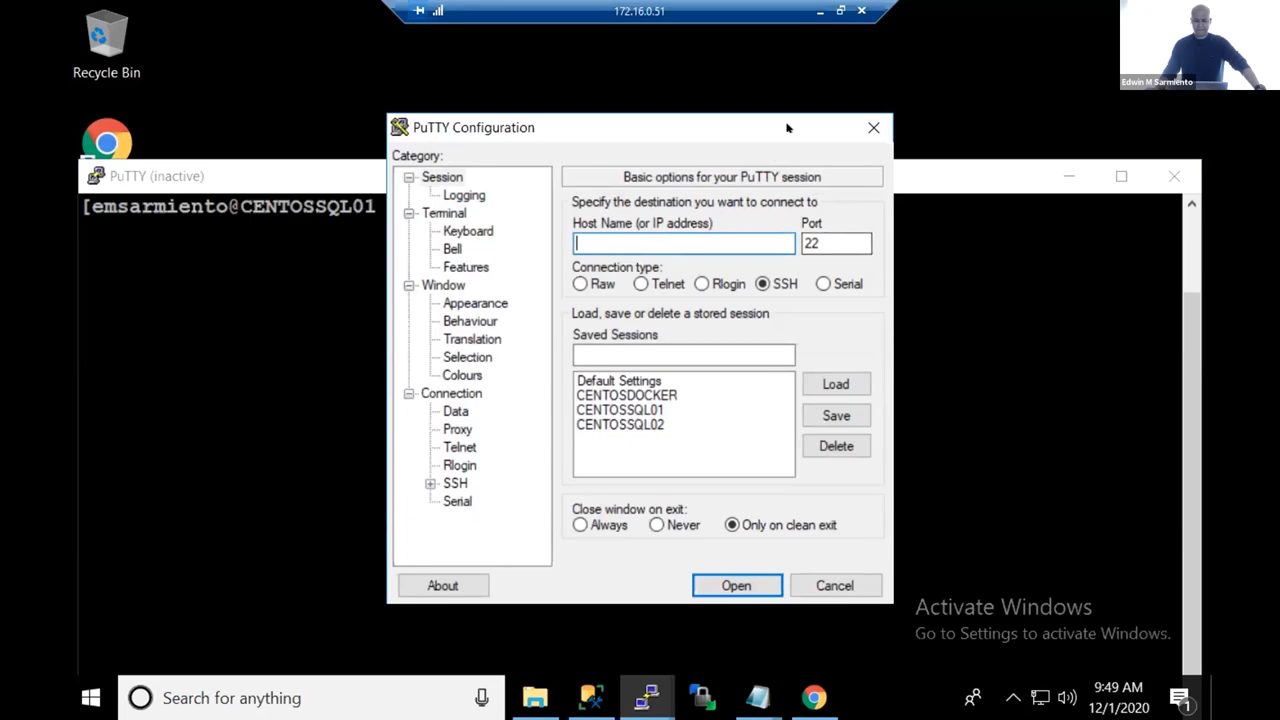 172.16.0.51
Edwin M Sarmiento
Recycle Bin
PuTTY (inactive)
[emsarmiento@CENTOSSQL01
PuTTY Configuration
Category:
Session
Logging
Terminal
Keyboard
Bell
Features
Window
Appearance
Behaviour
Translation
Selection
Colours
Connection
Data
Proxy
Telnet
Rlogin
SSH
Serial
Basic options for your PuTTY session
Specify the destination you want to connect to
Host Name (or IP address) Port
22
Connection type:
Raw Telnet Rlogin SSH Serial
Load, save or delete a stored session
Saved Sessions
Default Settings
CENTOSDOCKER
CENTOSSQL01
CENTOSSQL02
Load
Save
Delete
Close window on exit:
Always Never Only on clean exit
About Open Cancel
Activate Windows
Go to Settings to activate Windows.
Search for anything
9:49 AM
12/1/2020
1